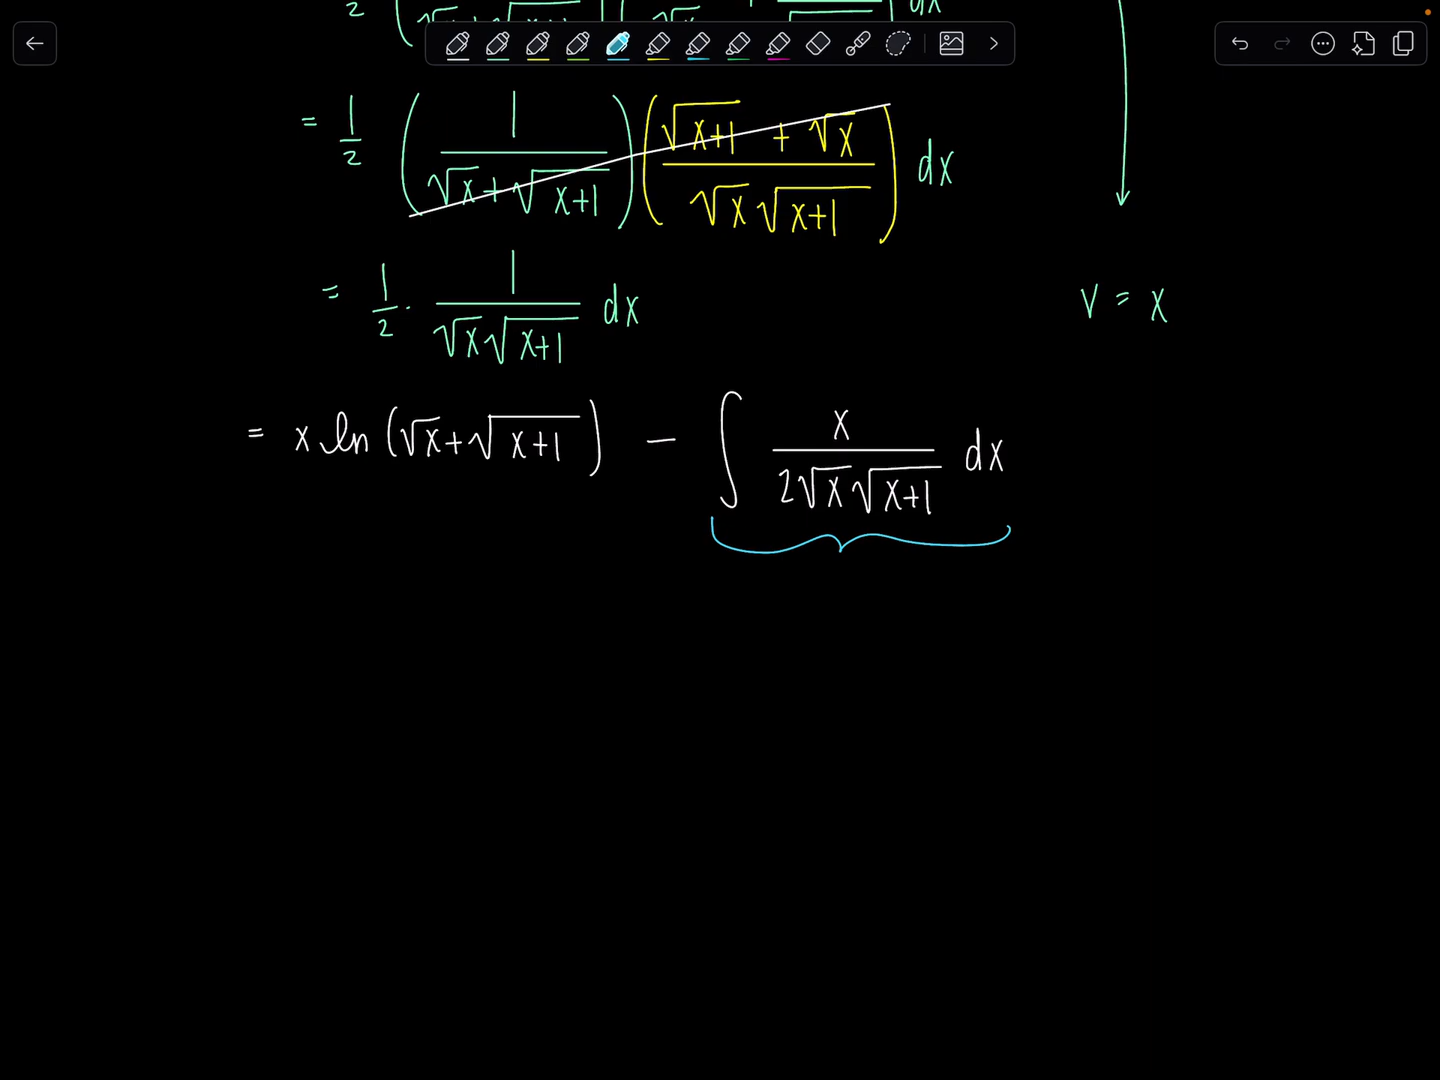 = 1/2 (1/(√x+√(x+1))) ((√(x+1) + √x)/(√x√(x+1))) dx
= 1/2 · 1/(√x√(x+1)) dx
v = x
= x ln(√x+√(x+1)) − ∫ x/(2√x√(x+1)) dx